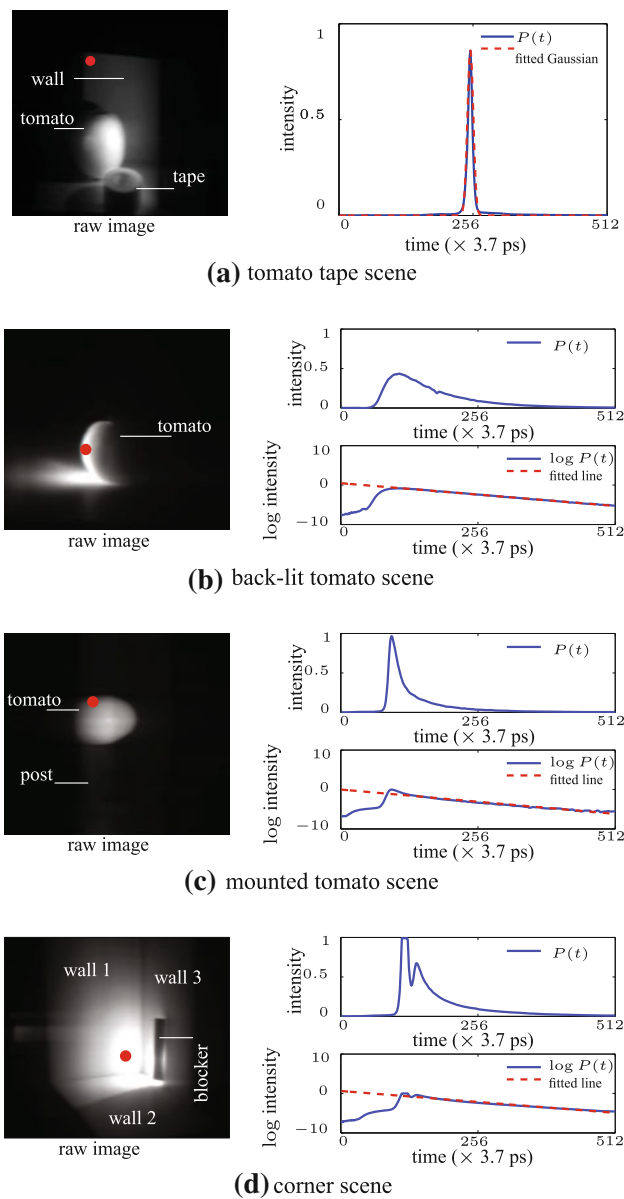 wall
tomato
tape
raw image
1
0.5
0
intensity
P(t)
fitted Gaussian
0
256
512
time (× 3.7 ps)
(a) tomato tape scene
tomato
raw image
1
0.5
0
intensity
P(t)
0
256
512
time (× 3.7 ps)
10
0
−10
log intensity
log P(t)
fitted line
0
256
512
time (× 3.7 ps)
(b) back-lit tomato scene
tomato
post
raw image
1
0.5
0
intensity
P(t)
0
256
512
time (× 3.7 ps)
10
0
−10
log intensity
log P(t)
fitted line
0
256
512
time (× 3.7 ps)
(c) mounted tomato scene
wall 1
wall 3
blocker
wall 2
raw image
1
0.5
0
intensity
P(t)
0
256
512
time (× 3.7 ps)
10
0
−10
log intensity
log P(t)
fitted line
0
256
512
time (× 3.7 ps)
(d) corner scene